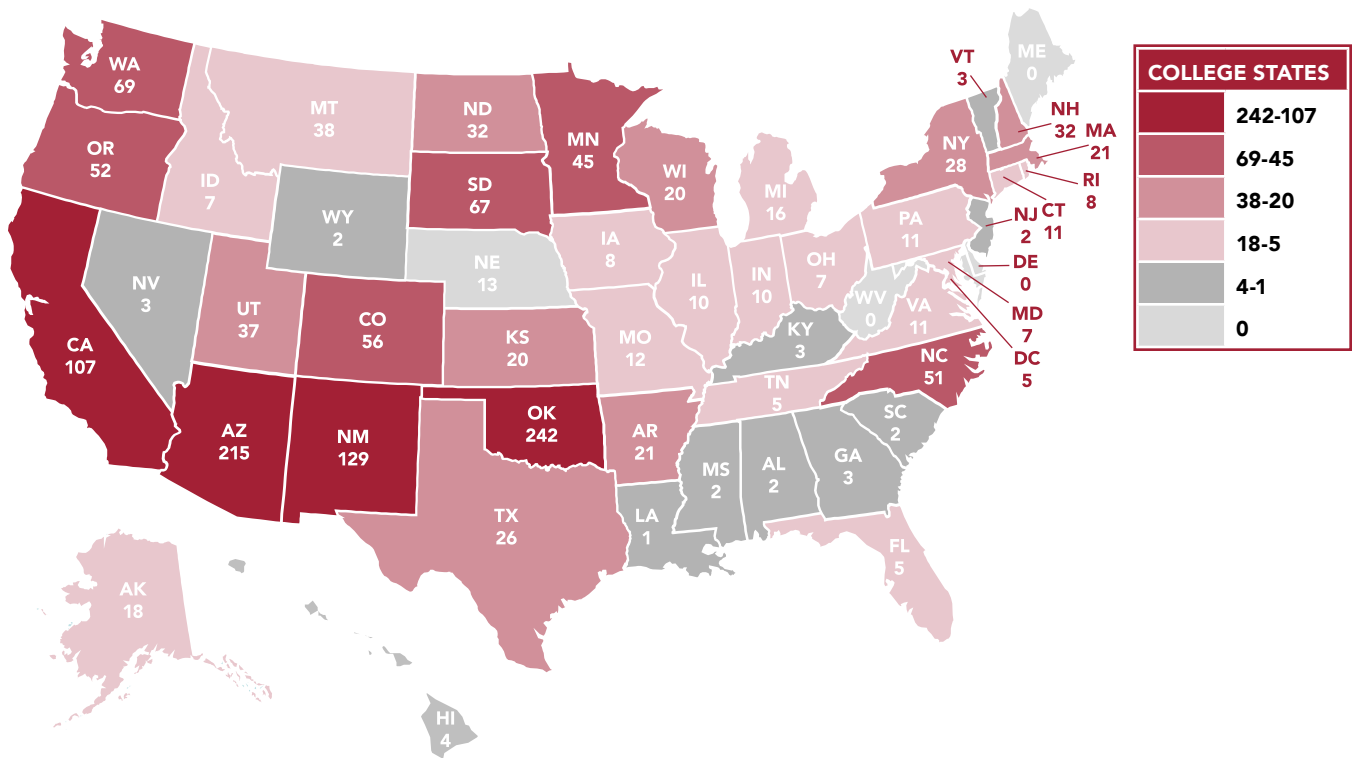 WA
69
OR
52
CA
107
ID
7
NV
3
MT
38
WY
2
UT
37
AZ
215
CO
56
NM
129
ND
32
SD
67
NE
13
KS
20
OK
242
TX
26
MN
45
IA
8
MO
12
AR
21
LA
1
WI
20
IL
10
MI
16
IN
10
OH
7
KY
3
TN
5
MS
2
AL
2
GA
3
FL
5
SC
2
NC
51
VA
11
WV
0
PA
11
NY
28
VT
3
ME
0
NH
32
MA
21
RI
8
CT
11
NJ
2
DE
0
MD
7
DC
5
AK
18
HI
4
COLLEGE STATES
242-107
69-45
38-20
18-5
4-1
0